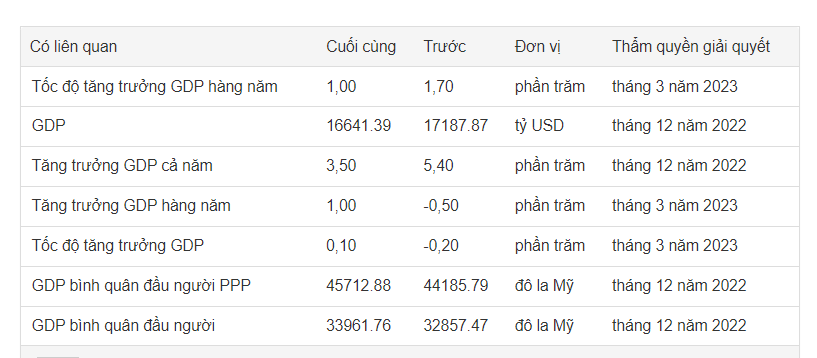 Có liên quan Cuối cùng Trước Đơn vị Thẩm quyền giải quyết
Tốc độ tăng trưởng GDP hàng năm 1,00 1,70 phần trăm tháng 3 năm 2023
GDP 16641.39 17187.87 tỷ USD tháng 12 năm 2022
Tăng trưởng GDP cả năm 3,50 5,40 phần trăm tháng 12 năm 2022
Tăng trưởng GDP hàng năm 1,00 -0,50 phần trăm tháng 3 năm 2023
Tốc độ tăng trưởng GDP 0,10 -0,20 phần trăm tháng 3 năm 2023
GDP bình quân đầu người PPP 45712.88 44185.79 đô la Mỹ tháng 12 năm 2022
GDP bình quân đầu người 33961.76 32857.47 đô la Mỹ tháng 12 năm 2022